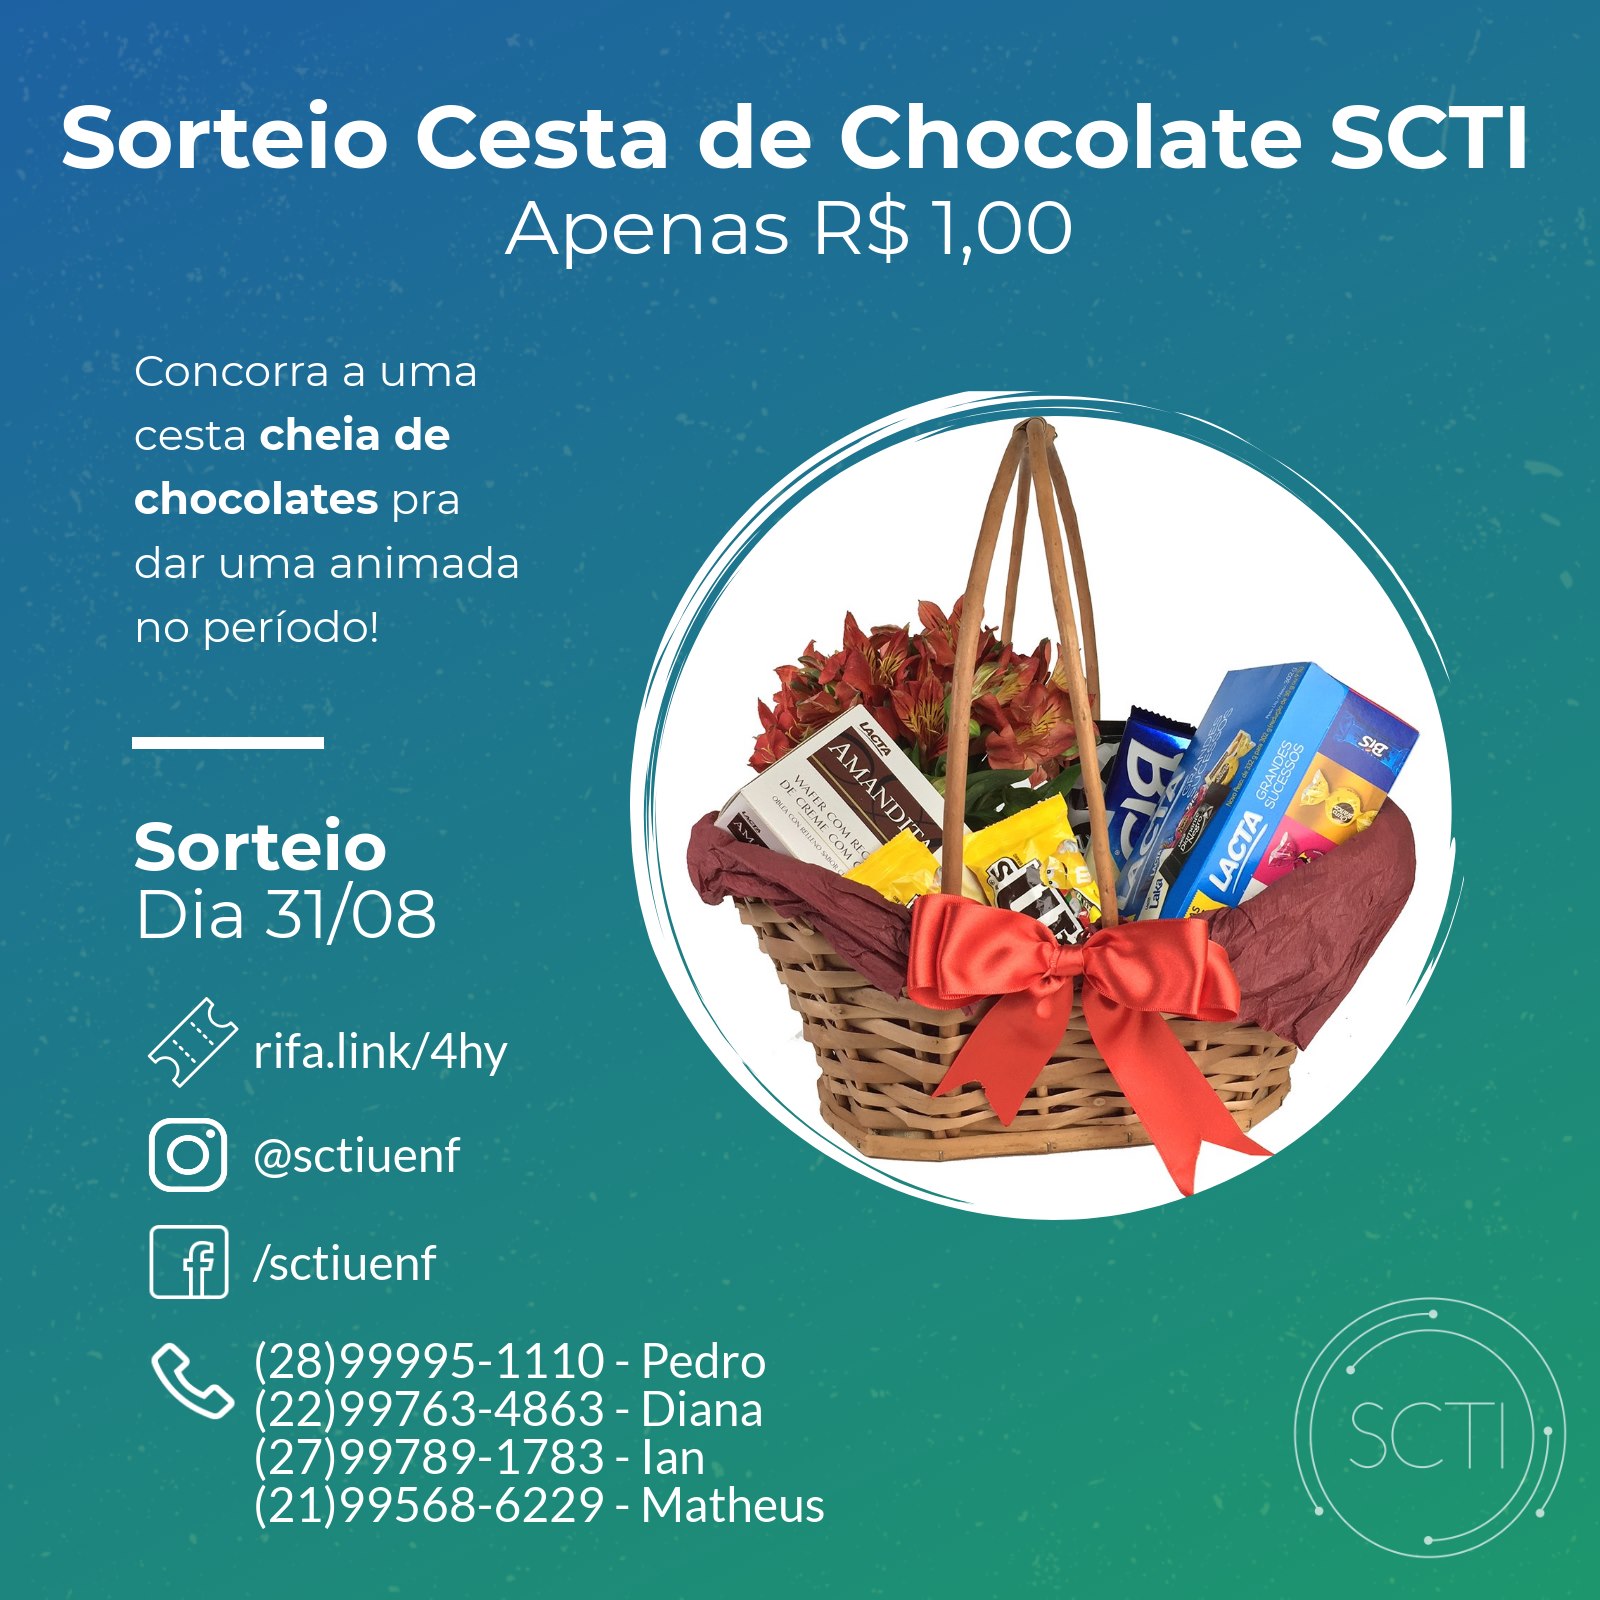 Sorteio Cesta de Chocolate SCTI
Apenas R$ 1,00
Concorra a uma
cesta cheia de
chocolates pra
dar uma animada
no período!
Sorteio
Dia 31/08
rifa.link/4hy
@sctiuenf
/sctiuenf
(28)99995-1110 - Pedro
(22)99763-4863 - Diana
(27)99789-1783 - Ian
(21)99568-6229 - Matheus
LACTA
AMANDITA
WAFER COM
DE CREME COM
LACTA
LACTA
Laka
LACTA
GRANDES
SUCESSOS
BIS
SCTI